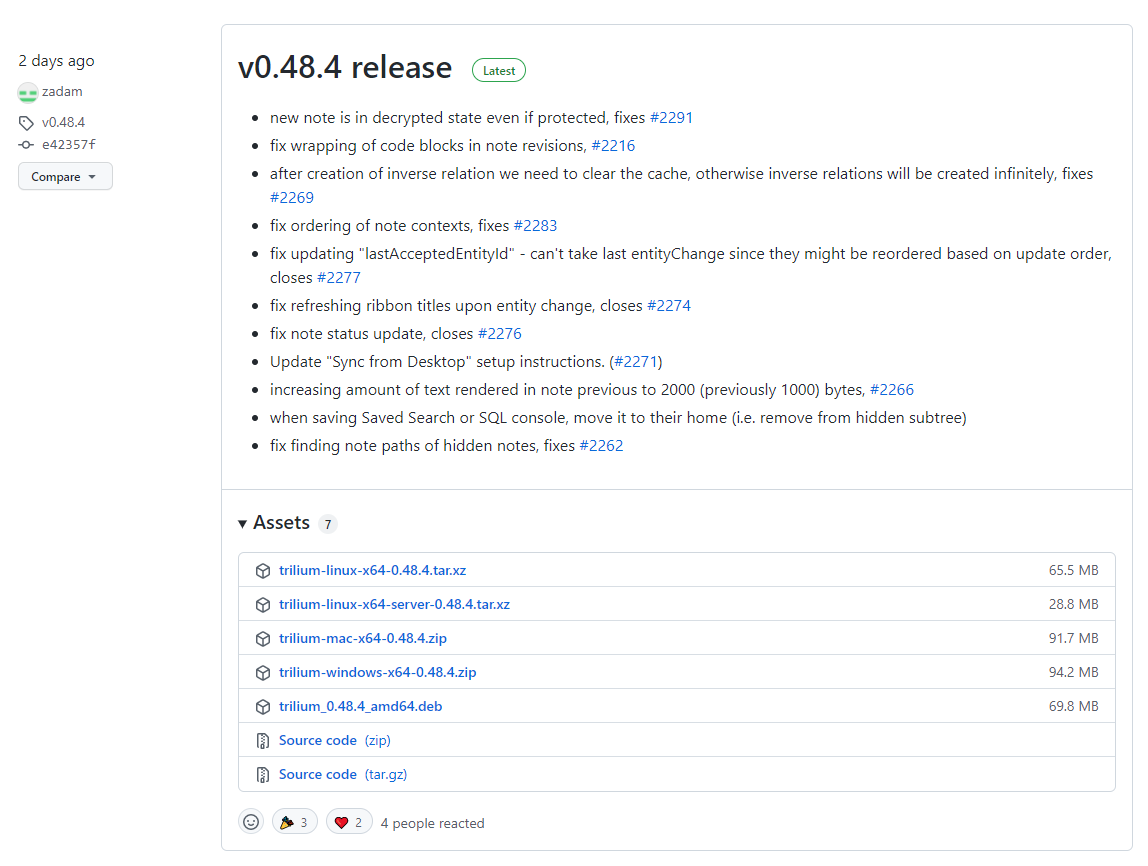 2 days ago
zadam
v0.48.4
e42357f
Compare
v0.48.4 release Latest
new note is in decrypted state even if protected, fixes #2291
fix wrapping of code blocks in note revisions, #2216
after creation of inverse relation we need to clear the cache, otherwise inverse relations will be created infinitely, fixes
#2269
fix ordering of note contexts, fixes #2283
fix updating "lastAcceptedEntityId" - can't take last entityChange since they might be reordered based on update order,
closes #2277
fix refreshing ribbon titles upon entity change, closes #2274
fix note status update, closes #2276
Update "Sync from Desktop" setup instructions. (#2271)
increasing amount of text rendered in note previous to 2000 (previously 1000) bytes, #2266
when saving Saved Search or SQL console, move it to their home (i.e. remove from hidden subtree)
fix finding note paths of hidden notes, fixes #2262
Assets 7
trilium-linux-x64-0.48.4.tar.xz 65.5 MB
trilium-linux-x64-server-0.48.4.tar.xz 28.8 MB
trilium-mac-x64-0.48.4.zip 91.7 MB
trilium-windows-x64-0.48.4.zip 94.2 MB
trilium_0.48.4_amd64.deb 69.8 MB
Source code (zip)
Source code (tar.gz)
3 2 4 people reacted